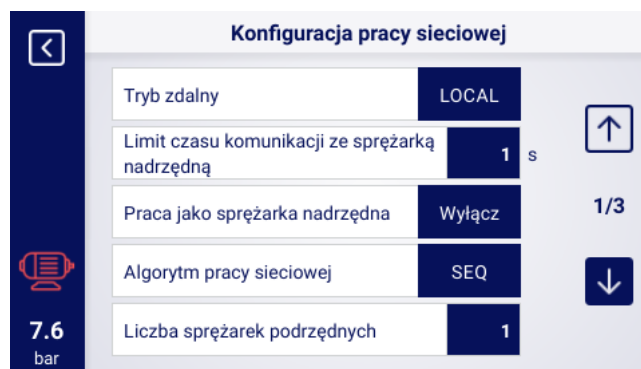 Konfiguracja pracy sieciowej
Tryb zdalny LOCAL
Limit czasu komunikacji ze sprężarką
nadrzędną 1 s
Praca jako sprężarka nadrzędna Wyłącz
1/3
Algorytm pracy sieciowej SEQ
Liczba sprężarek podrzędnych 1
7.6
bar